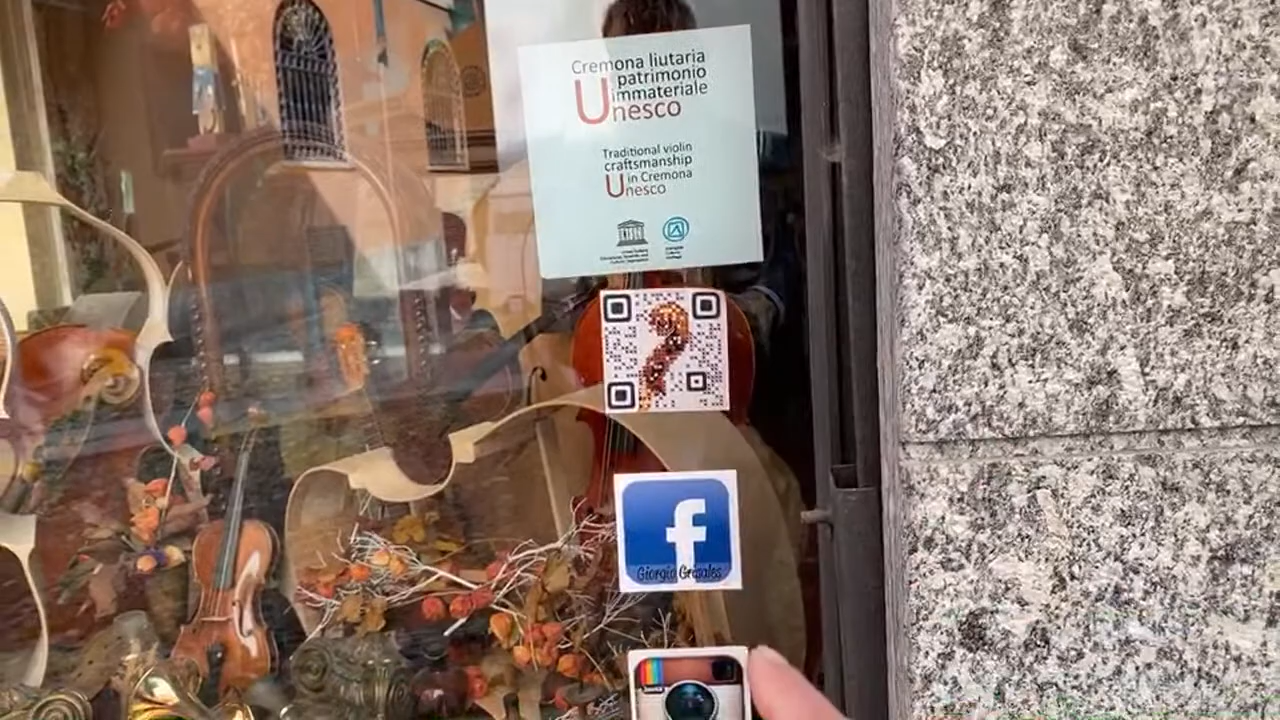 Cremona liutaria
patrimonio
immateriale
Unesco
Traditional violin
craftsmanship
in Cremona
Unesco
f
Giorgio Grisales